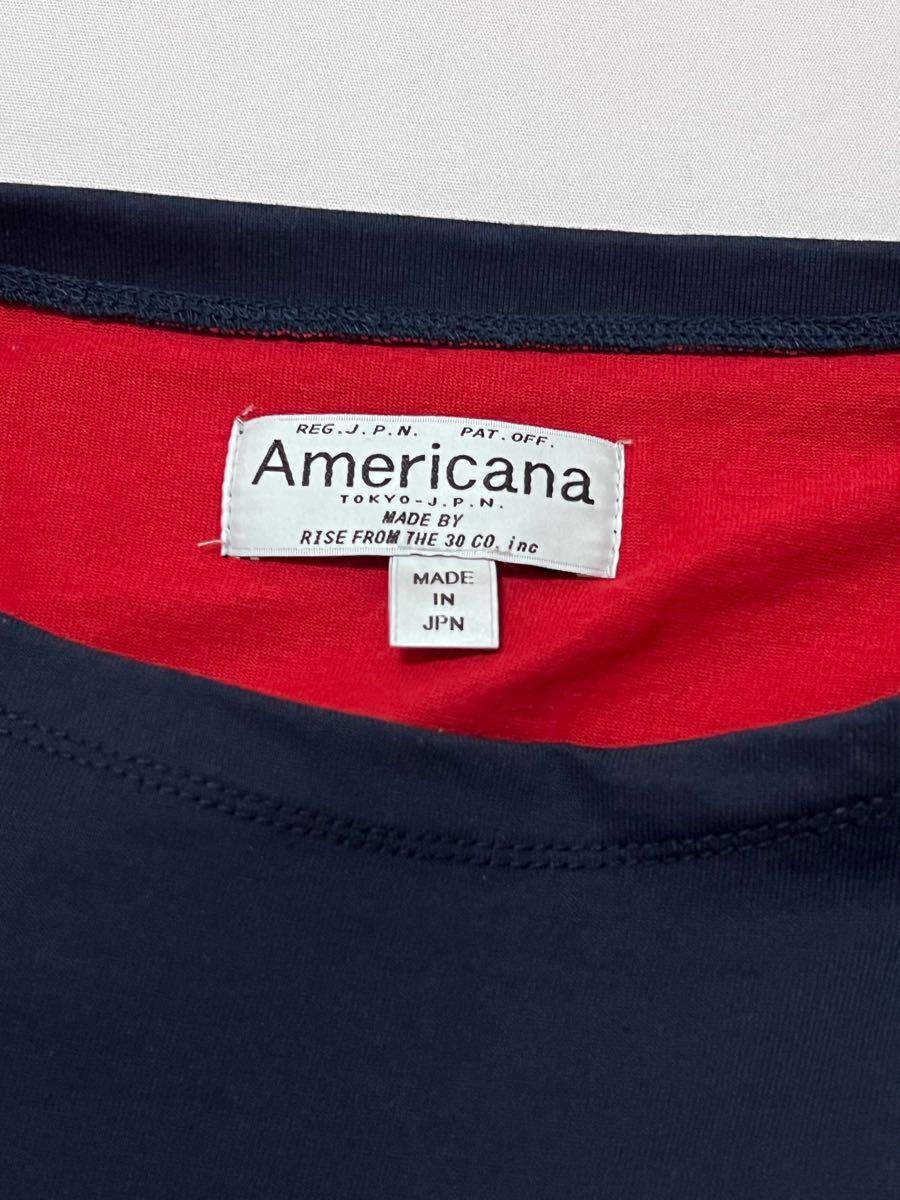 REG.J.P.N. PAT.OFF.
Americana
TOKYO-J.P.N.
MADE BY
RISE FROM THE 30 CO. inc
MADE
IN
JPN